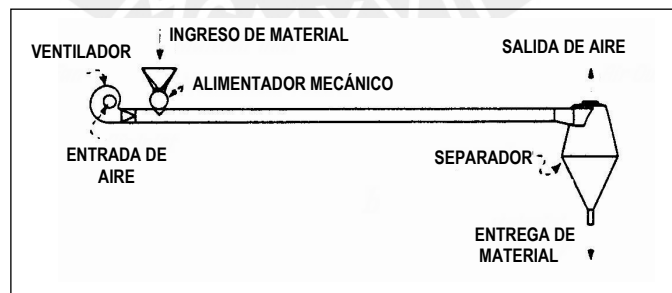 INGRESO DE MATERIAL
SALIDA DE AIRE
VENTILADOR
ALIMENTADOR MECÁNICO
ENTRADA DE
AIRE
SEPARADOR
ENTREGA DE
MATERIAL